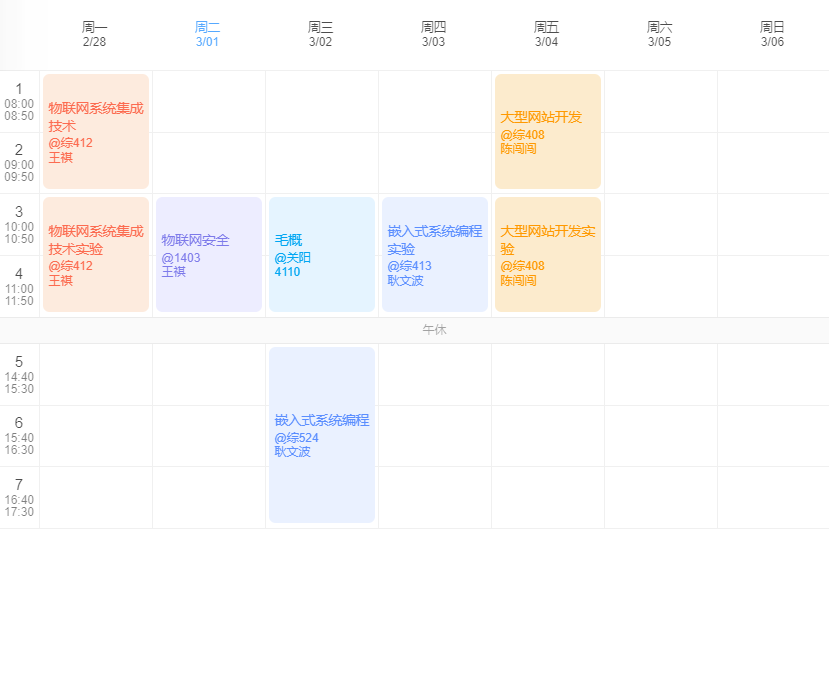 周一
2/28
周二
3/01
周三
3/02
周四
3/03
周五
3/04
周六
3/05
周日
3/06
1
08:00
08:50
物联网系统集成
技术
@综412
王祺
大型网站开发
@综408
陈闯闯
2
09:00
09:50
3
10:00
10:50
物联网系统集成
技术实验
@综412
王祺
物联网安全
@1403
王祺
毛概
@关阳
4110
嵌入式系统编程
实验
@综413
耿文波
大型网站开发实
验
@综408
陈闯闯
4
11:00
11:50
午休
5
14:40
15:30
嵌入式系统编程
@综524
耿文波
6
15:40
16:30
7
16:40
17:30